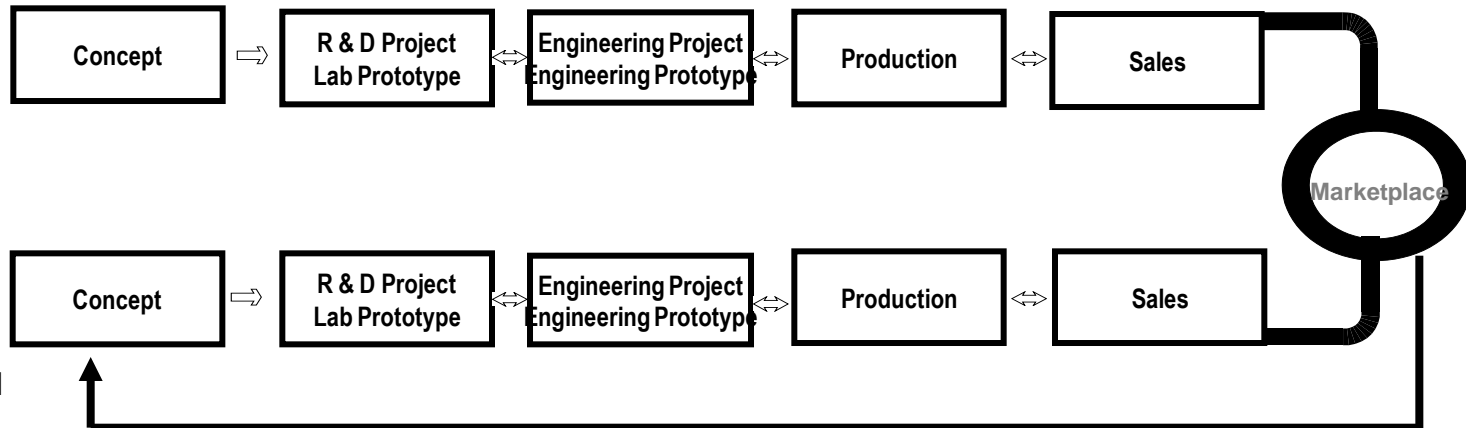 Concept
R & D Project
Lab Prototype
Engineering Project
Engineering Prototype
Production
Sales
Marketplace
Concept
R & D Project
Lab Prototype
Engineering Project
Engineering Prototype
Production
Sales